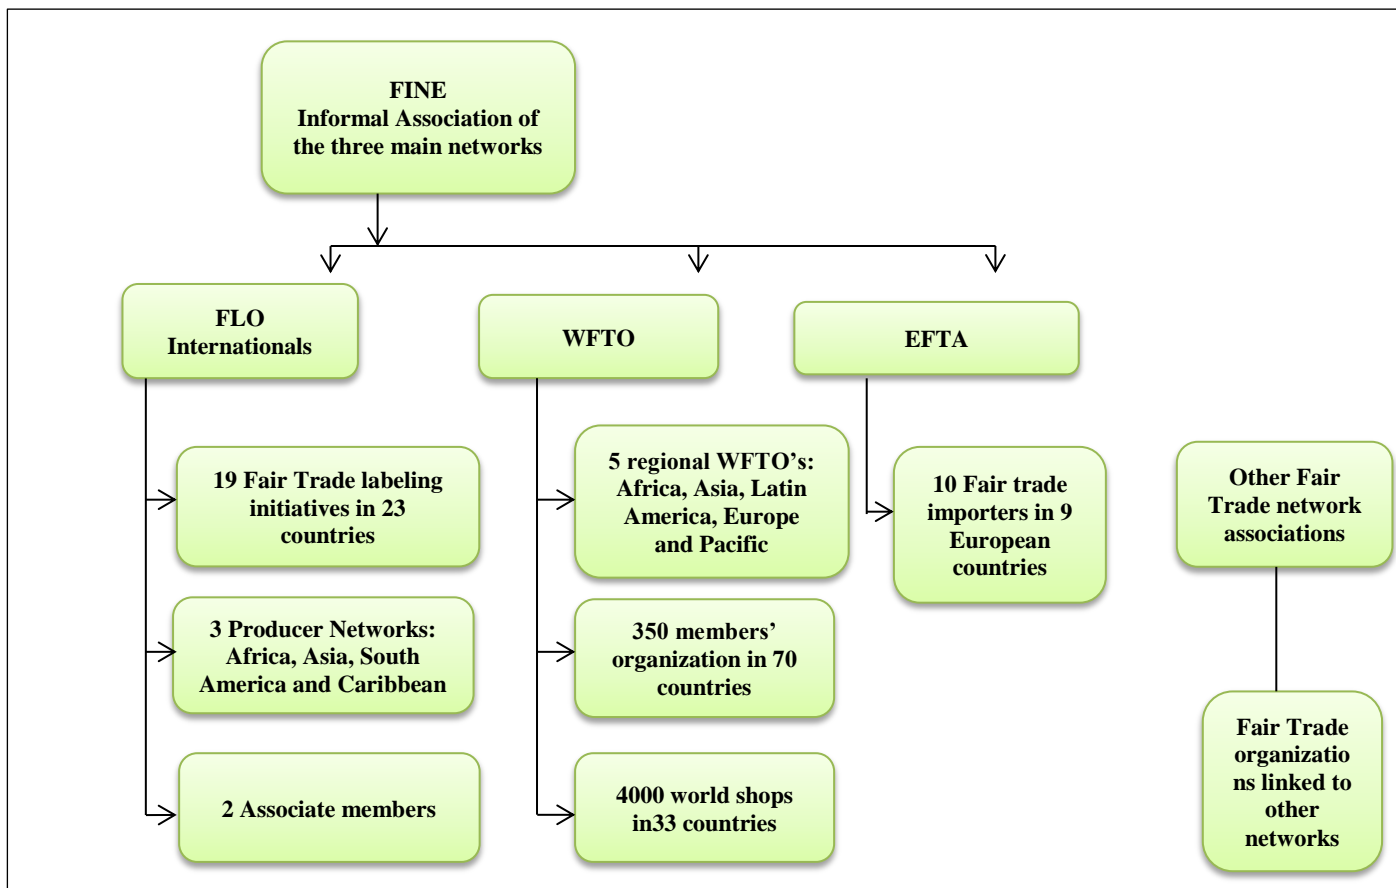 FINE
Informal Association of
the three main networks
FLO
Internationals
WFTO
EFTA
19 Fair Trade labeling
initiatives in 23
countries
3 Producer Networks:
Africa, Asia, South
America and Caribbean
2 Associate members
5 regional WFTO's:
Africa, Asia, Latin
America, Europe
and Pacific
350 members’
organization in 70
countries
4000 world shops
in33 countries
10 Fair trade
importers in 9
European
countries
Other Fair
Trade network
associations
Fair Trade
organizatio
ns linked to
other
networks